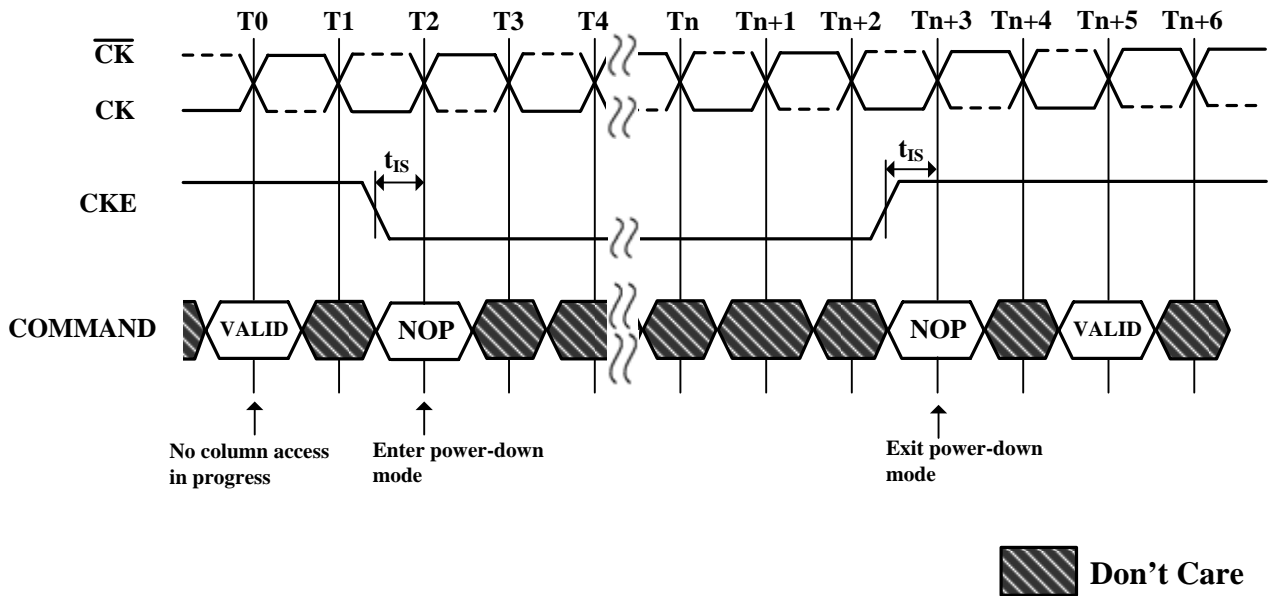 T0 T1 T2 T3 T4 Tn Tn+1 Tn+2 Tn+3 Tn+4 Tn+5 Tn+6
CK
CK
tIS tIS
CKE
COMMAND VALID NOP NOP VALID
No column access
in progress
Enter power-down
mode
Exit power-down
mode
Don't Care